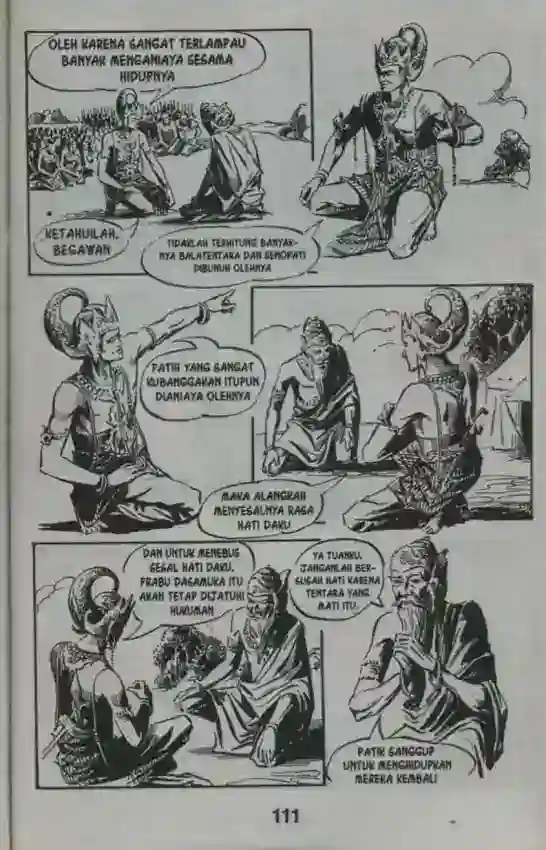 OLEH KARENA SANGAT TERLAMPAU
BANYAK MENGANIAYA SESAMA
HIDUPNYA
KETAHUILAH,
BEGAWAN
TIDAKLAH TERHITUNG BANYAK-
NYA BALATENTARA DAN SENOPATI
DIBUNUH OLEHNYA
PATIH YANG SANGAT
KUBANGGAKAN ITUPUN
DIANIAYA OLEHNYA
MAKA ALANGKAH
MENYESALNYA RASA
HATI DAKU
DAN UNTUK MENEBUS
SESAL HATI DAKU,
PRABU DASAMUKA ITU
AKAN TETAP DIJATUHI
HUKUMAN
YA TUANKU,
JANGANLAH BER-
SUSAH HATI KARENA
TENTARA YANG
MATI ITU.
PATIK SANGGUP
UNTUK MENGHIDUPKAN
MEREKA KEMBALI
111